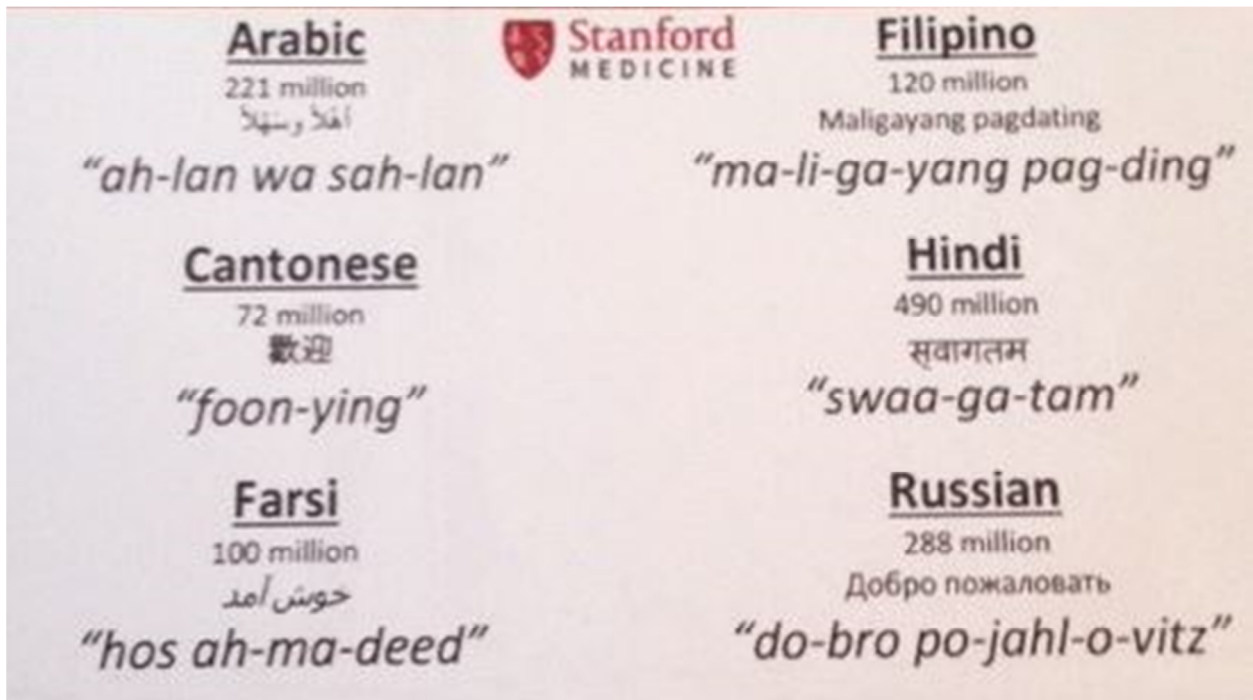 Arabic
221 million
أهلاً وسهلاً
“ah-lan wa sah-lan”
Cantonese
72 million
歡迎
“foon-ying”
Farsi
100 million
خوش آمد
“hos ah-ma-deed”
Stanford
MEDICINE
Filipino
120 million
Maligayang pagdating
“ma-li-ga-yang pag-ding”
Hindi
490 million
स्वागतम
“swaa-ga-tam”
Russian
288 million
Добро пожаловать
“do-bro po-jahl-o-vitz”